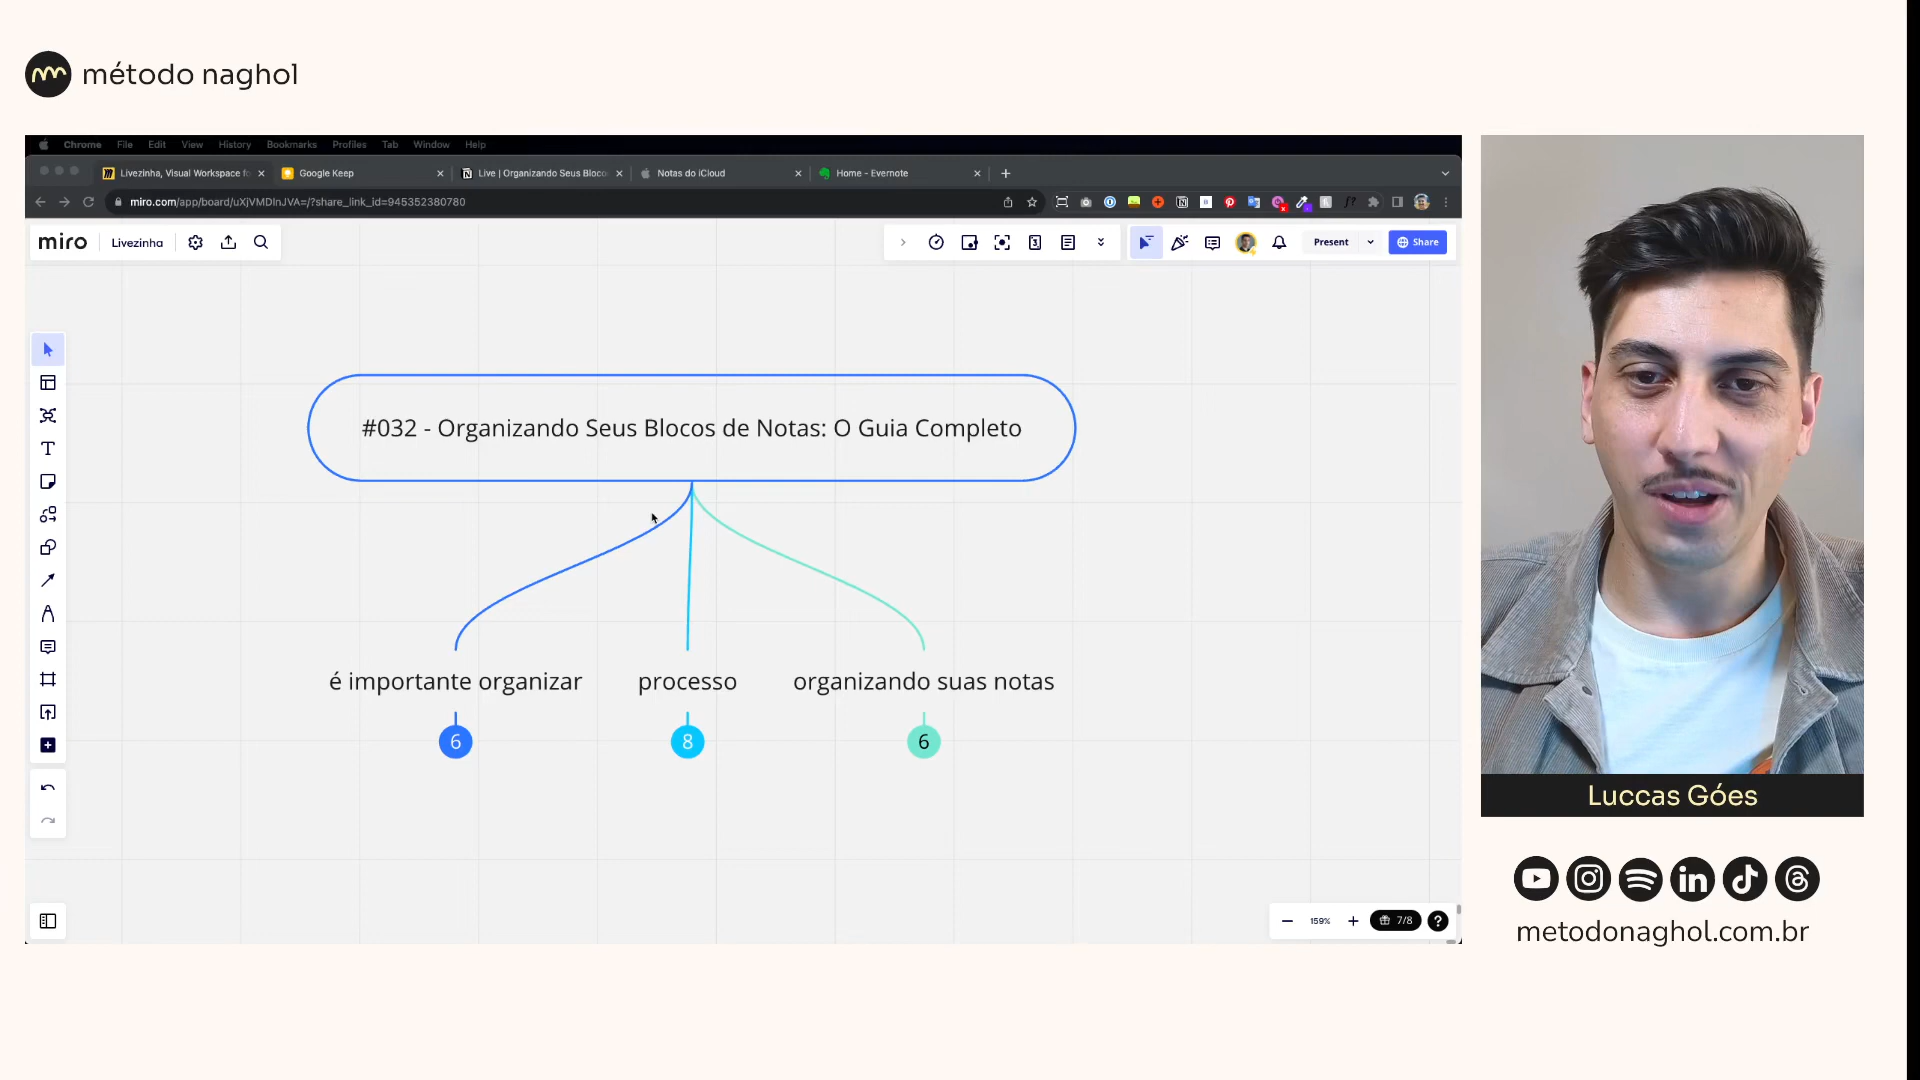 método naghol
Chrome File Edit View History Bookmarks Profiles Tab Window Help
Livezinha, Visual Workspace fo
Google Keep
Live | Organizando Seus Bloco
Notas do iCloud
Home - Evernote
miro.com/app/board/uXjVMDInJVA=/?share_link_id=945352380780
miro Livezinha
Present
Share
#032 - Organizando Seus Blocos de Notas: O Guia Completo
é importante organizar
processo
organizando suas notas
6
8
6
159%
7/8
Luccas Góes
metodonaghol.com.br